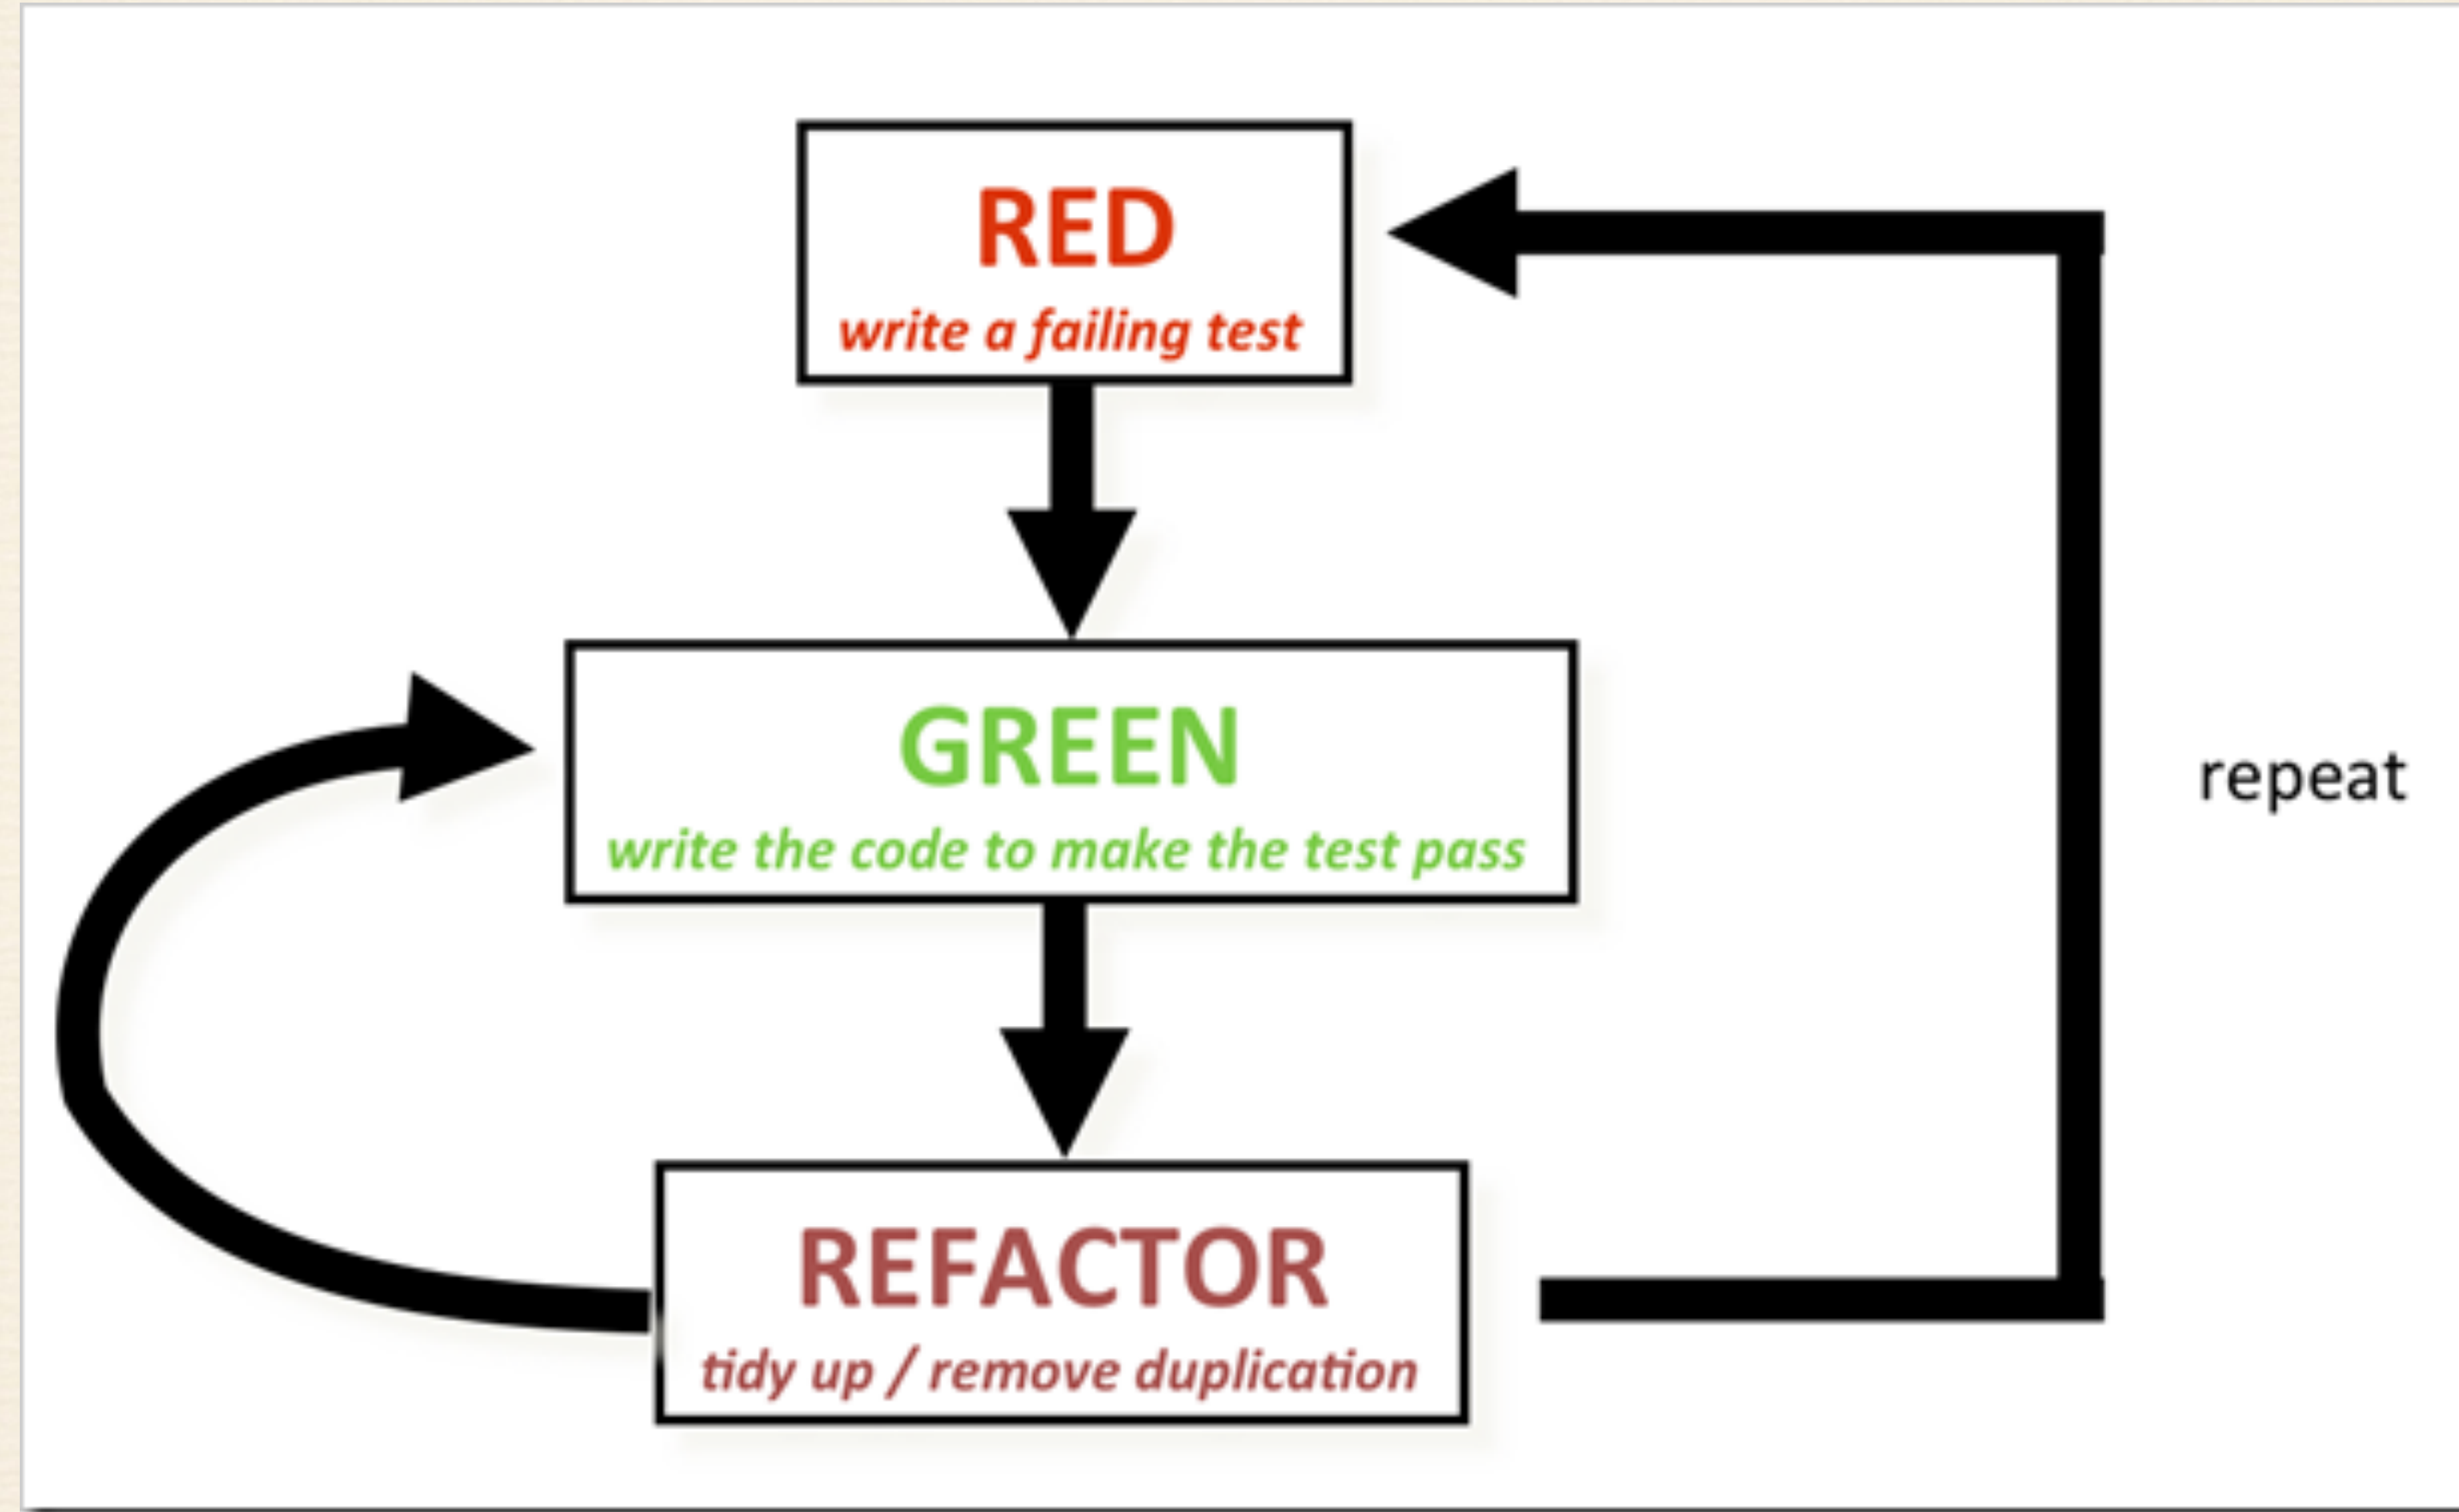 RED
write a failing test
GREEN
write the code to make the test pass
repeat
REFACTOR
tidy up / remove duplication